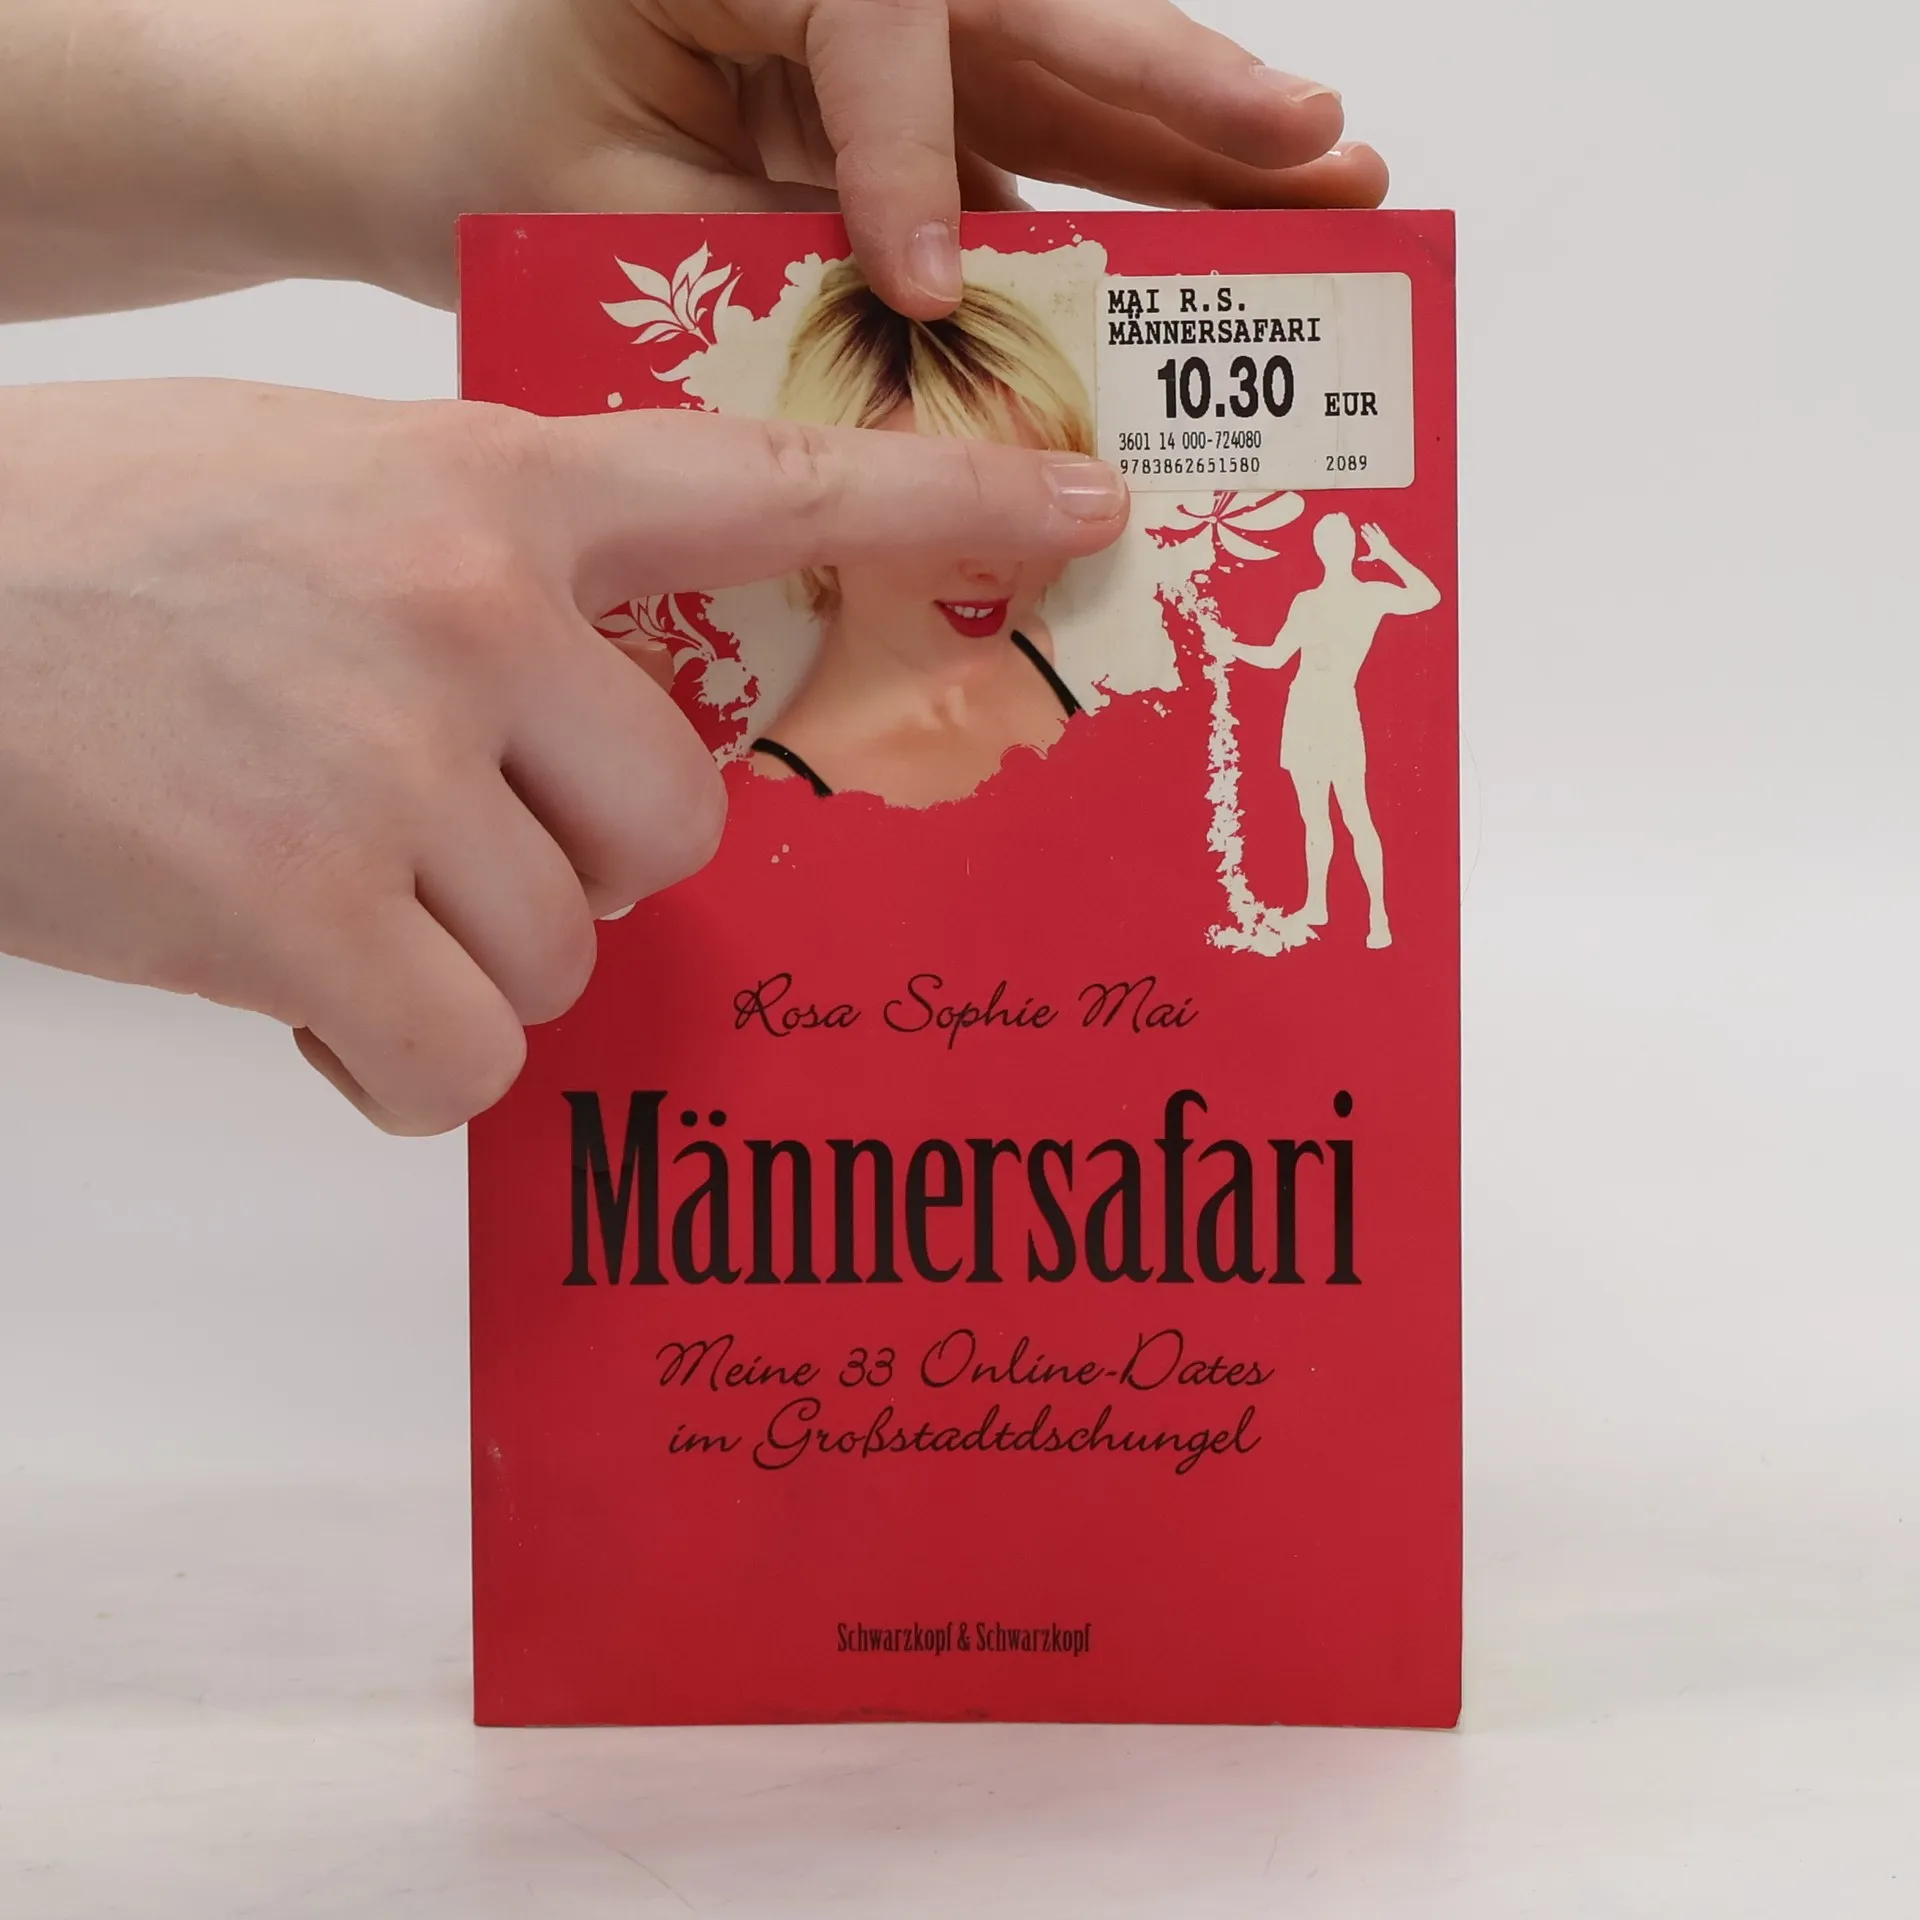 MAI R.S.
MÄNNERSAFARI
10.30 EUR
3601 14 000-724080
9783862651580 2089
Rosa Sophie Mai
Männersafari
Meine 33 Online-Dates
im Großstadtdschungel
Schwarzkopf & Schwarzkopf